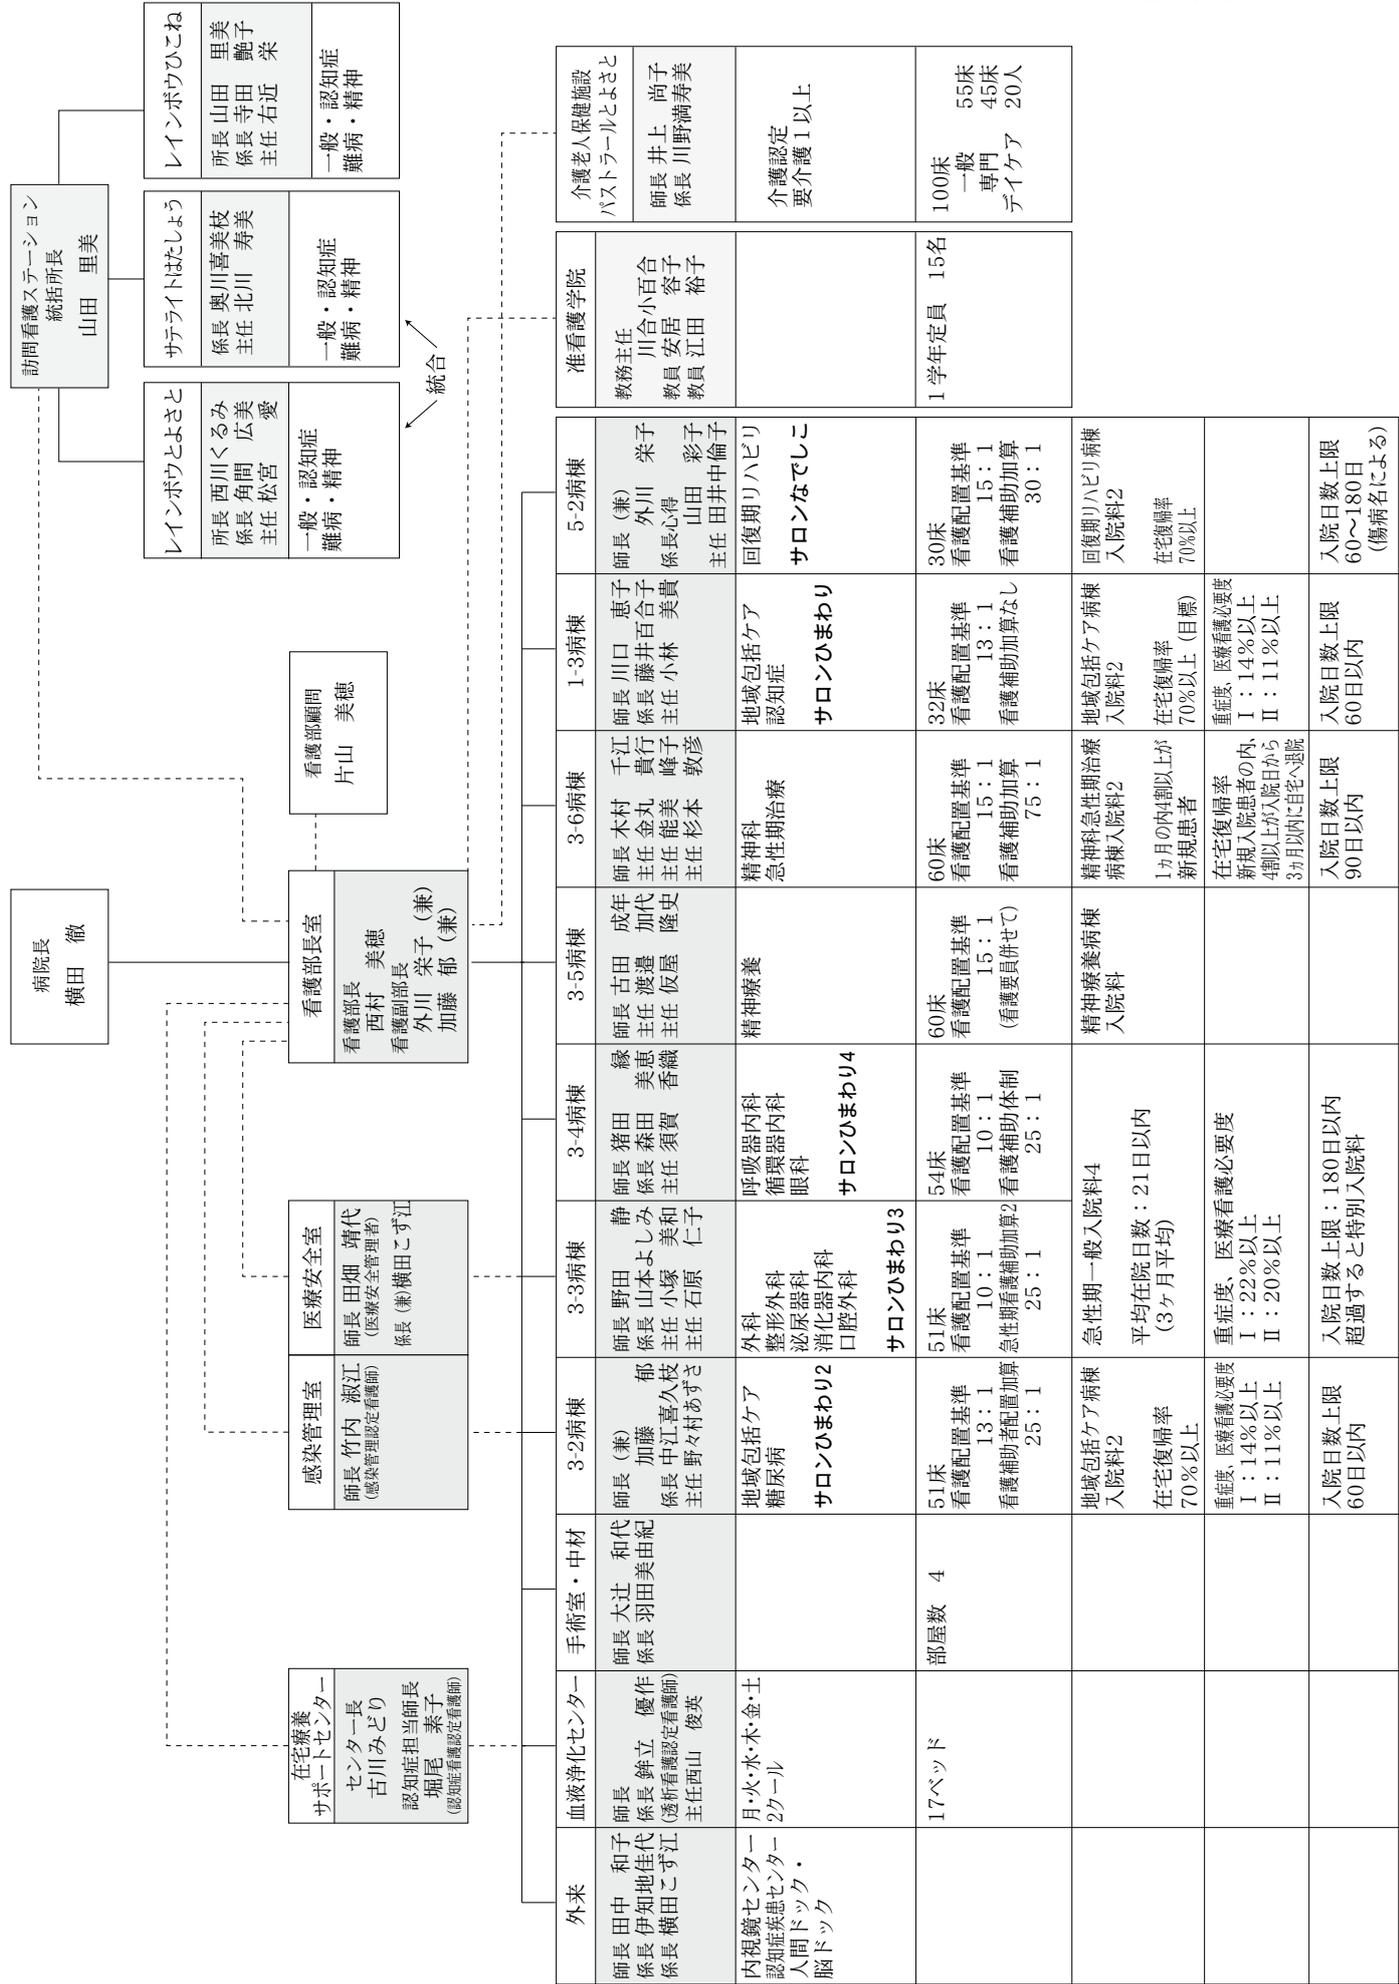 病院長
横田　徹
訪問看護ステーション
統括所長
山田　里美
レインボウとよさと
所長 西川くるみ
係長 角間　広美
主任 松宮　愛
一般・認知症
難病・精神
サテライトはたしょう
係長 奥川喜美枝
主任 北川　寿美
一般・認知症
難病・精神
レインボウひこね
所長 山田　里美
係長 寺田　艶子
主任 右近　栄
一般・認知症
難病・精神
統合
在宅療養
サポートセンター
センター長
古川みどり
認知症担当師長
堀尾　素子
(認知症看護認定看護師)
感染管理室
師長 竹内　淑江
(感染管理認定看護師)
医療安全室
師長 田畑　靖代
(医療安全管理者)
係長 (兼)横田こず江
看護部長室
看護部長
西村　美穂
看護副部長
外川　栄子 (兼)
加藤　郁 (兼)
看護部顧問
片山　美穂
外来
師長 田中　和子
係長 伊知地佳代
係長 横田こず江
内視鏡センター
認知症疾患センター
人間ドック・
脳ドック
血液浄化センター
師長
係長 鉾立　優作
(透析看護認定看護師)
主任西山　俊英
月・火・水・木・金・土
2クール
17ベッド
手術室・中材
師長 大辻　和代
係長 羽田美由紀
部屋数　4
3-2病棟
師長 (兼)
加藤　郁
係長 中江喜久枝
主任 野々村あずさ
地域包括ケア
糖尿病
サロンひまわり2
51床
看護配置基準
13：1
看護補助者配置加算
25：1
地域包括ケア病棟
入院料2
在宅復帰率
70%以上
重症度、医療看護必要度
Ⅰ：14%以上
Ⅱ：11%以上
入院日数上限
60日以内
3-3病棟
師長 野田　静
係長 山本よしみ
主任 小塚　美和
主任 石原　仁子
外科
整形外科
泌尿器科
消化器内科
口腔外科
サロンひまわり3
51床
看護配置基準
10：1
急性期看護補助加算2
25：1
3-4病棟
師長 猪田　縁
係長 森田　美恵
主任 須賀　香織
呼吸器内科
循環器内科
眼科
サロンひまわり4
54床
看護配置基準
10：1
看護補助体制
25：1
急性期一般入院料4
平均在院日数：21日以内
(3ヶ月平均)
重症度、医療看護必要度
Ⅰ：22%以上
Ⅱ：20%以上
入院日数上限：180日以内
超過すると特別入院料
3-5病棟
師長 古田　成年
主任 渡邉　加代
主任 仮屋　隆史
精神療養
60床
看護配置基準
15：1
(看護要員併せて)
精神療養病棟
入院料
3-6病棟
師長 木村　千江
主任 金丸　貴行
主任 能美　峰子
主任 杉本　敦彦
精神科
急性期治療
60床
看護配置基準
15：1
看護補助加算
75：1
精神科急性期治療
病棟入院料2
1ヵ月の内4割以上が
新規患者
在宅復帰率
新規入院患者の内、
4割以上が入院日から
3ヵ月以内に自宅へ退院
入院日数上限
90日以内
1-3病棟
師長 川口　恵子
係長 藤井百合子
主任 小林　美貴
地域包括ケア
認知症
サロンひまわり
32床
看護配置基準
13：1
看護補助加算なし
地域包括ケア病棟
入院料2
在宅復帰率
70%以上 (目標)
重症度、医療看護必要度
Ⅰ：14%以上
Ⅱ：11%以上
入院日数上限
60日以内
5-2病棟
師長 (兼)
外川　栄子
係長心得
山田　彩子
主任 田井中倫子
回復期リハビリ
サロンなでしこ
30床
看護配置基準
15：1
看護補助加算
30：1
回復期リハビリ病棟
入院料2
在宅復帰率
70%以上
入院日数上限
60〜180日
(傷病名による)
准看護学院
教務主任
川合小百合
教員 安居　容子
教員 江田　裕子
1学年定員　15名
介護老人保健施設
パストラールとよさと
師長 井上　尚子
係長 川野満寿美
介護認定
要介護1以上
100床
一般　55床
専門　45床
デイケア　20人